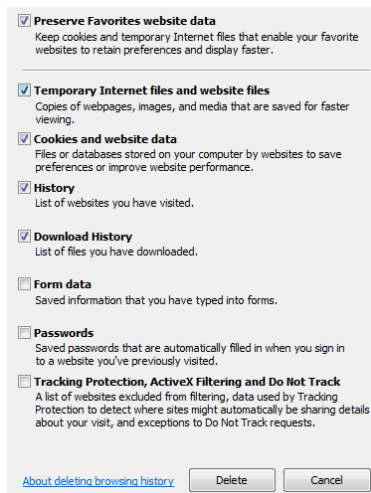 Preserve Favorites website data
Keep cookies and temporary Internet files that enable your favorite
websites to retain preferences and display faster.
Temporary Internet files and website files
Copies of webpages, images, and media that are saved for faster
viewing.
Cookies and website data
Files or databases stored on your computer by websites to save
preferences or improve website performance.
History
List of websites you have visited.
Download History
List of files you have downloaded.
Form data
Saved information that you have typed into forms.
Passwords
Saved passwords that are automatically filled in when you sign in
to a website you've previously visited.
Tracking Protection, ActiveX Filtering and Do Not Track
A list of websites excluded from filtering, data used by Tracking
Protection to detect where sites might automatically be sharing details
about your visit, and exceptions to Do Not Track requests.
About deleting browsing history Delete Cancel